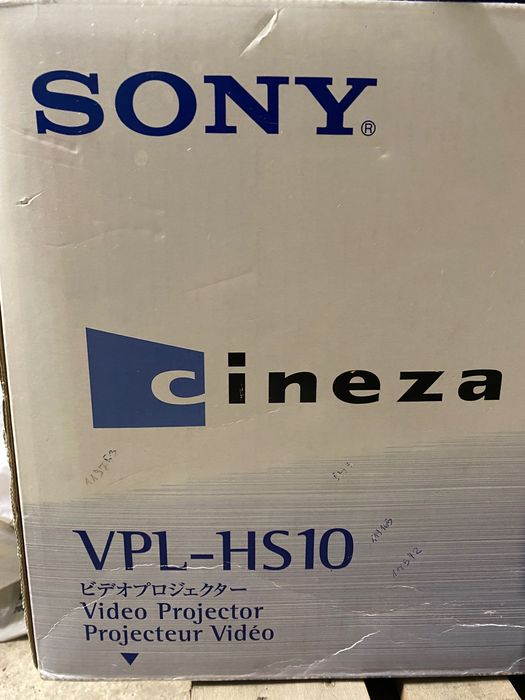 SONY®
cineza
VPL-HS10
ビデオプロジェクター
Video Projector
Projecteur Vidéo